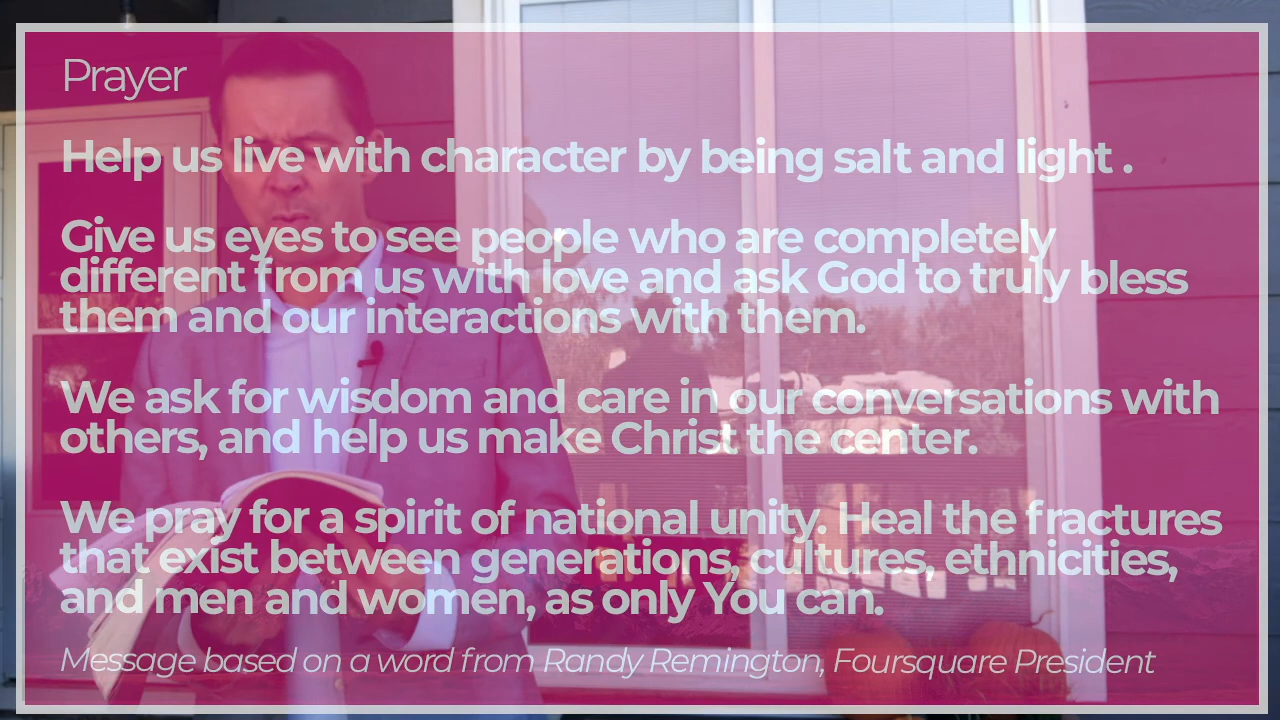 Prayer
Help us live with character by being salt and light .
Give us eyes to see people who are completely
different from us with love and ask God to truly bless
them and our interactions with them.
We ask for wisdom and care in our conversations with
others, and help us make Christ the center.
We pray for a spirit of national unity. Heal the fractures
that exist between generations, cultures, ethnicities,
and men and women, as only You can.
Message based on a word from Randy Remington, Foursquare President